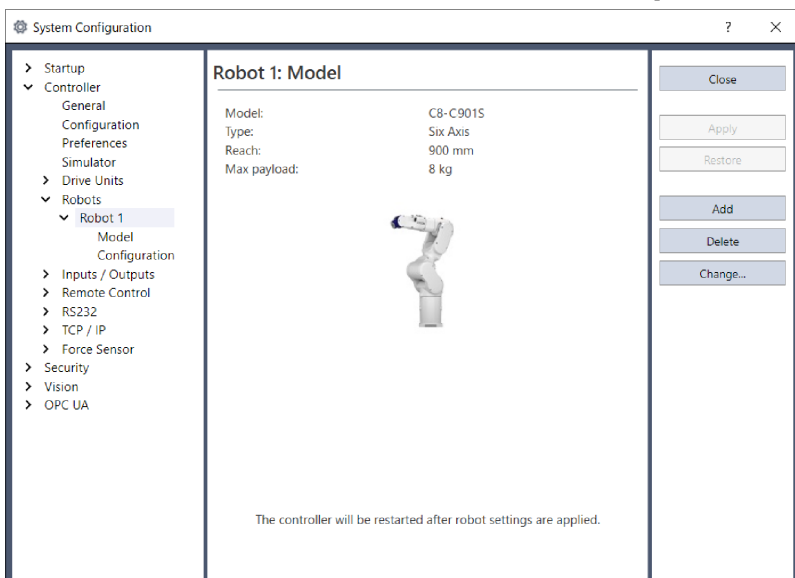 System Configuration
?
Startup
Controller
General
Configuration
Preferences
Simulator
Drive Units
Robots
Robot 1
Model
Configuration
Inputs / Outputs
Remote Control
RS232
TCP / IP
Force Sensor
Security
Vision
OPC UA
Robot 1: Model
Model: C8-C901S
Type: Six Axis
Reach: 900 mm
Max payload: 8 kg
The controller will be restarted after robot settings are applied.
Close
Apply
Restore
Add
Delete
Change...